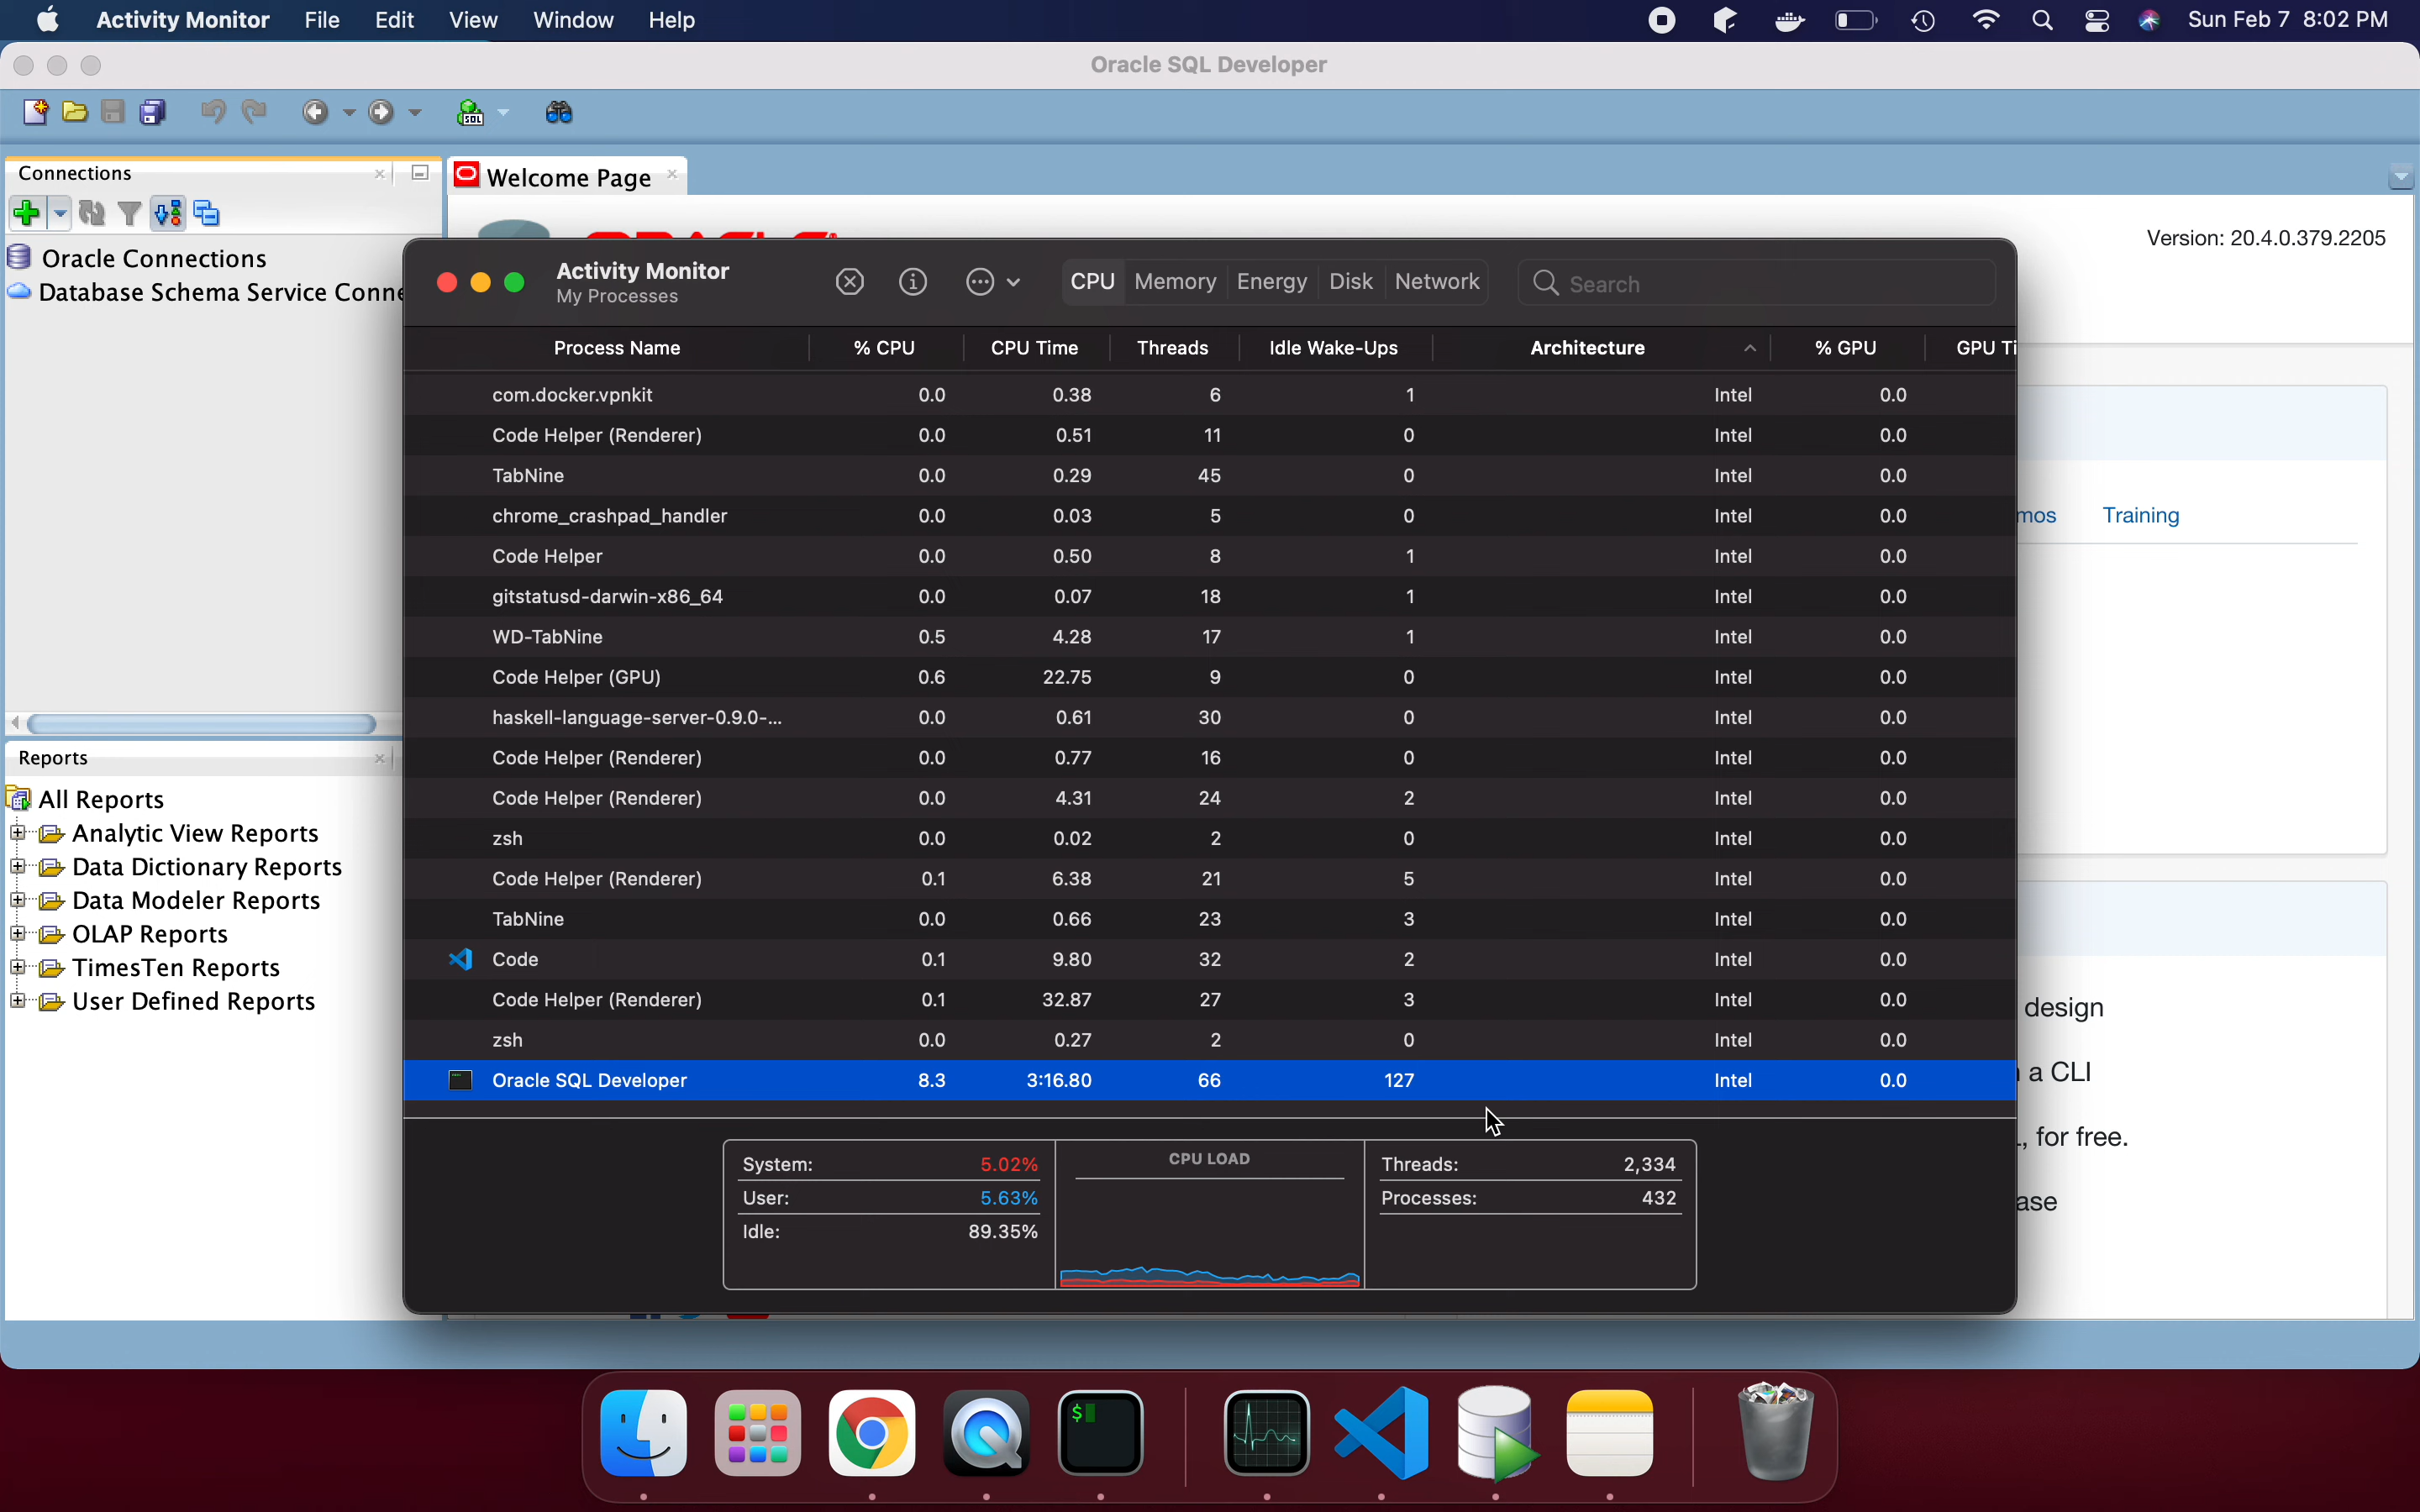 Activity Monitor File Edit View Window Help Sun Feb 7 8:02 PM
Oracle SQL Developer
SQL
Connections
Welcome Page
Oracle Connections
Database Schema Service Conne
Version: 20.4.0.379.2205
Activity Monitor
My Processes
CPU Memory Energy Disk Network Search
Process Name % CPU CPU Time Threads Idle Wake-Ups Architecture % GPU GPU Ti
com.docker.vpnkit 0.0 0.38 6 1 Intel 0.0
Code Helper (Renderer) 0.0 0.51 11 0 Intel 0.0
TabNine 0.0 0.29 45 0 Intel 0.0
chrome_crashpad_handler 0.0 0.03 5 0 Intel 0.0
Code Helper 0.0 0.50 8 1 Intel 0.0
gitstatusd-darwin-x86_64 0.0 0.07 18 1 Intel 0.0
WD-TabNine 0.5 4.28 17 1 Intel 0.0
Code Helper (GPU) 0.6 22.75 9 0 Intel 0.0
haskell-language-server-0.9.0-... 0.0 0.61 30 0 Intel 0.0
Code Helper (Renderer) 0.0 0.77 16 0 Intel 0.0
Code Helper (Renderer) 0.0 4.31 24 2 Intel 0.0
zsh 0.0 0.02 2 0 Intel 0.0
Code Helper (Renderer) 0.1 6.38 21 5 Intel 0.0
TabNine 0.0 0.66 23 3 Intel 0.0
Code 0.1 9.80 32 2 Intel 0.0
Code Helper (Renderer) 0.1 32.87 27 3 Intel 0.0
zsh 0.0 0.27 2 0 Intel 0.0
Oracle SQL Developer 8.3 3:16.80 66 127 Intel 0.0
System: 5.02%
User: 5.63%
Idle: 89.35%
CPU LOAD
Threads: 2,334
Processes: 432
Reports
All Reports
Analytic View Reports
Data Dictionary Reports
Data Modeler Reports
OLAP Reports
TimesTen Reports
User Defined Reports
mos Training
design
a CLI
, for free.
ase
$